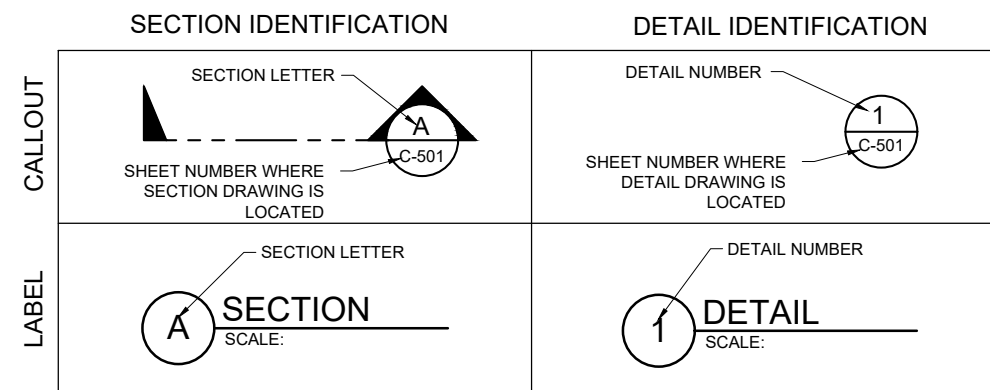 SECTION IDENTIFICATION
DETAIL IDENTIFICATION
CALLOUT
SECTION LETTER
A
C-501
SHEET NUMBER WHERE
SECTION DRAWING IS
LOCATED
DETAIL NUMBER
1
C-501
SHEET NUMBER WHERE
DETAIL DRAWING IS
LOCATED
LABEL
SECTION LETTER
A
SECTION
SCALE:
DETAIL NUMBER
1
DETAIL
SCALE: